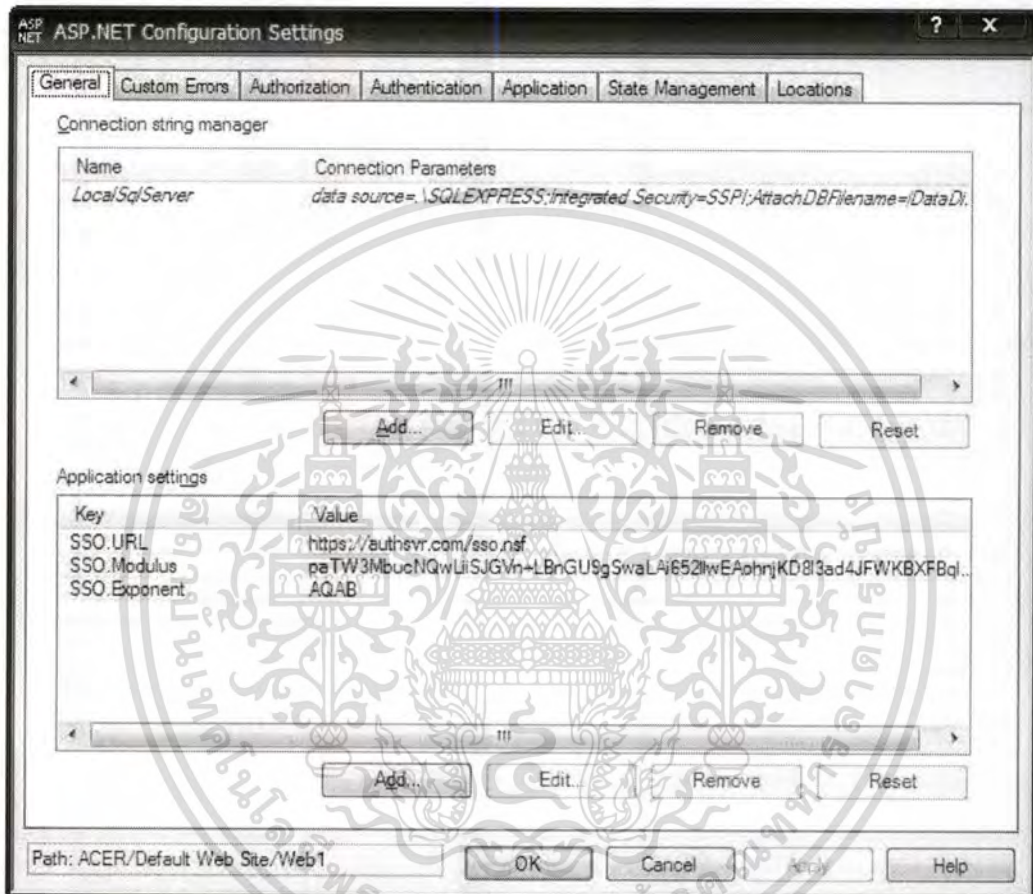 ASP
NET ASP.NET Configuration Settings ? X
General Custom Errors Authorization Authentication Application State Management Locations
Connection string manager
Name Connection Parameters
LocalSqlServer data source=.\SQLEXPRESS;Integrated Security=SSPI;AttachDBFilename=|DataDi..
Add... Edit... Remove Reset
Application settings
Key Value
SSO.URL https://authsvr.com/sso.nsf
SSO.Modulus
SSO.Exponent AQAB
Add... Edit... Remove Reset
Path: ACER/Default Web Site/Web1 OK Cancel Apply Help